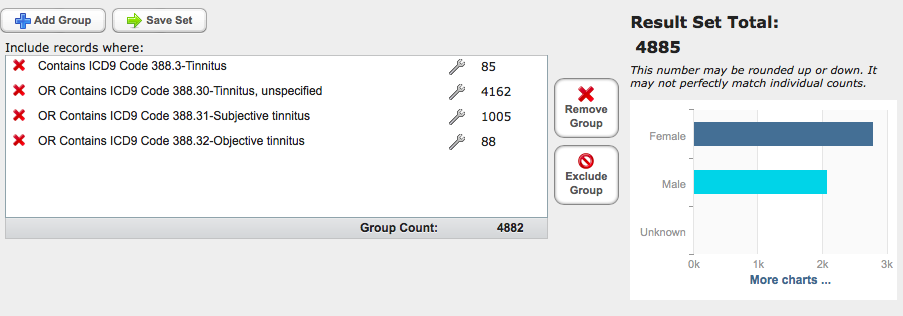 Add Group
Save Set
Include records where:
Contains ICD9 Code 388.3-Tinnitus 85
OR Contains ICD9 Code 388.30-Tinnitus, unspecified 4162
OR Contains ICD9 Code 388.31-Subjective tinnitus 1005
OR Contains ICD9 Code 388.32-Objective tinnitus 88
Group Count: 4882
Remove
Group
Exclude
Group
Result Set Total:
4885
This number may be rounded up or down. It
may not perfectly match individual counts.
Female
Male
Unknown
0k 1k 2k 3k
More charts ...